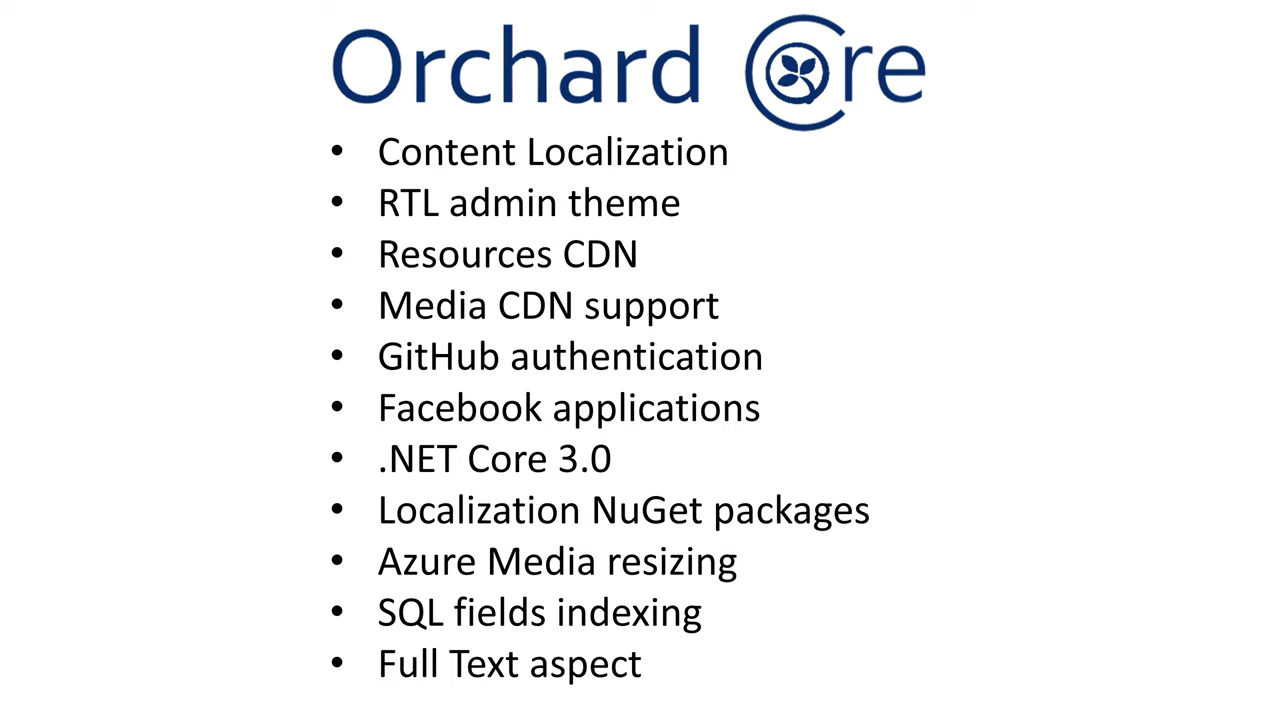 Orchard Core
• Content Localization
• RTL admin theme
• Resources CDN
• Media CDN support
• GitHub authentication
• Facebook applications
• .NET Core 3.0
• Localization NuGet packages
• Azure Media resizing
• SQL fields indexing
• Full Text aspect